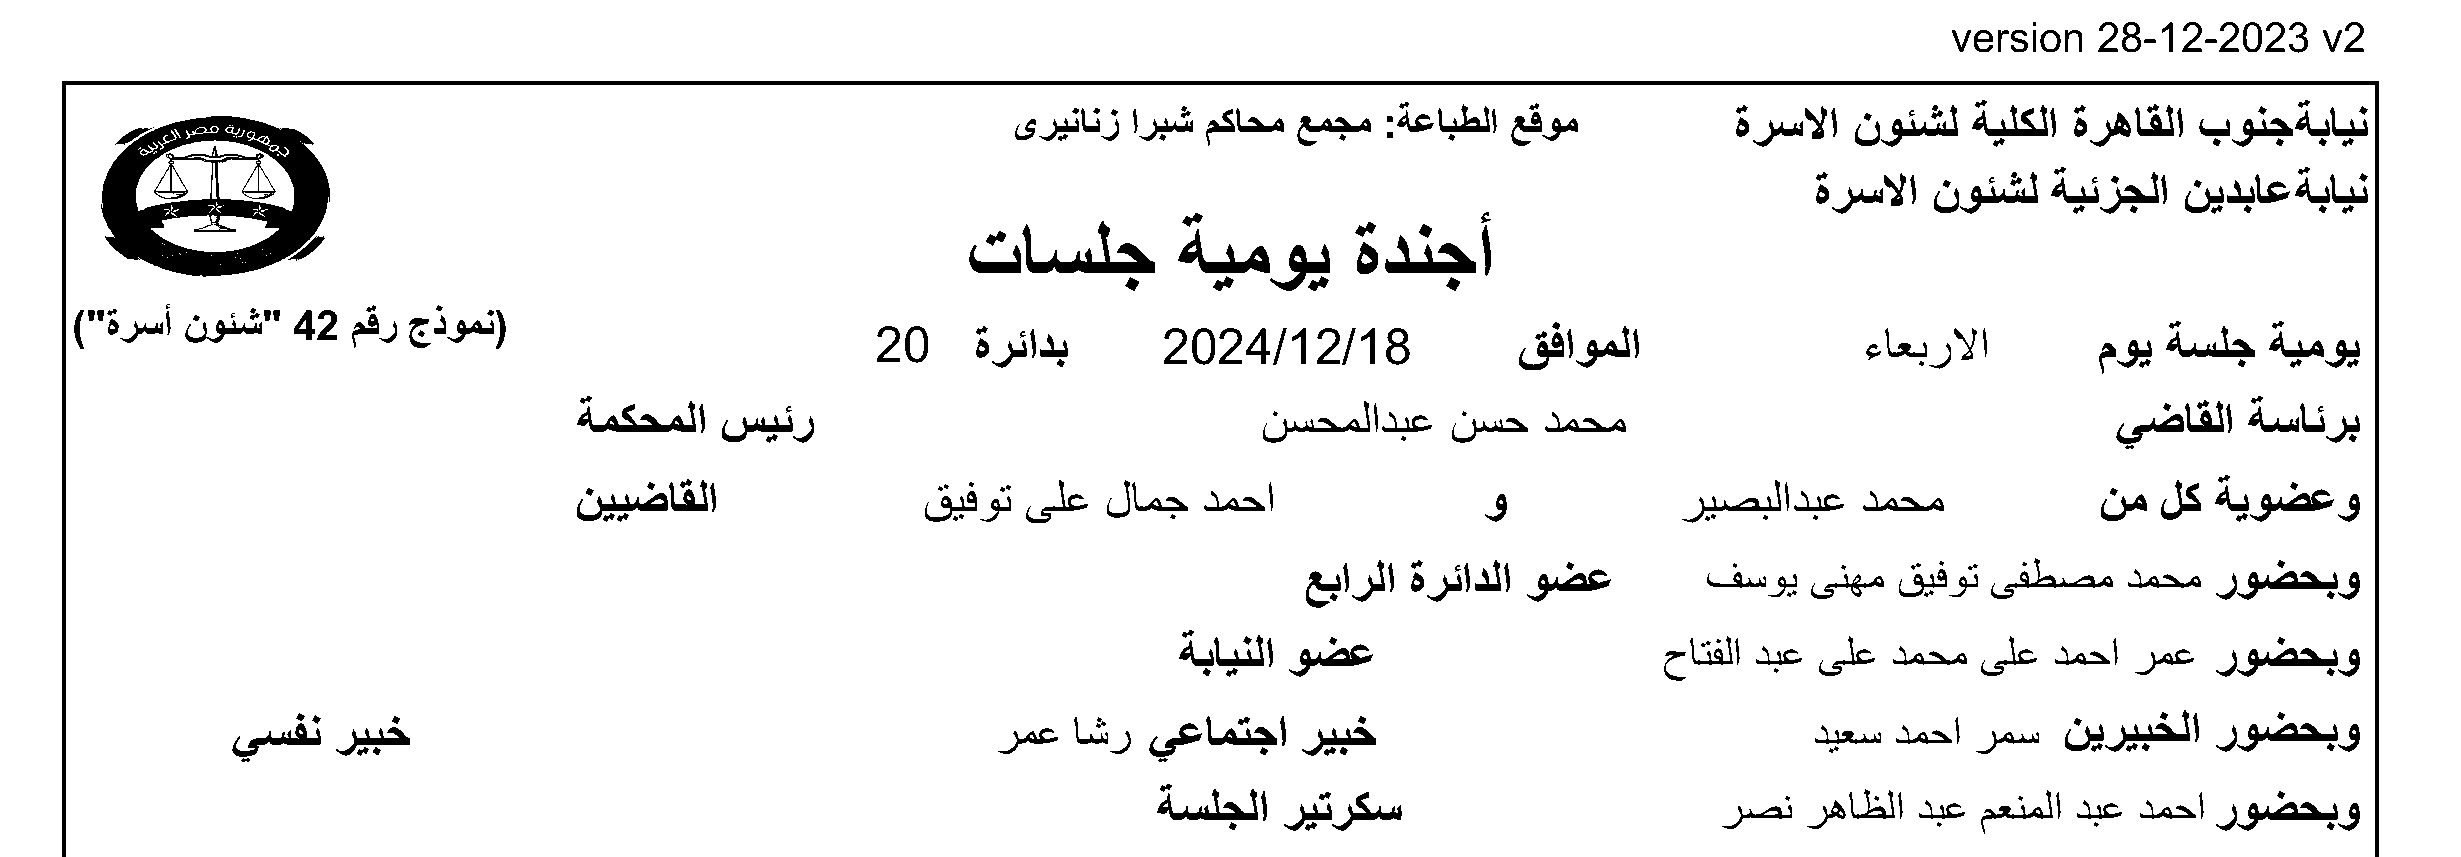 version 28-12-2023 v2
نيابةجنوب القاهرة الكلية لشئون الاسرة موقع الطباعة: مجمع محاكم شبرا زنانيرى
جمهورية مصر العربية
نيابةعابدين الجزئية لشئون الاسرة
أجندة يومية جلسات
(نموذج رقم 42 "شئون أسرة")
يومية جلسة يوم الاربعاء الموافق 2024/12/18 بدائرة 20
برئاسة القاضي محمد حسن عبدالمحسن رئيس المحكمة
وعضوية كل من محمد عبدالبصير و احمد جمال على توفيق القاضيين
وبحضور محمد مصطفى توفيق مهنى يوسف عضو الدائرة الرابع
وبحضور عمر احمد على محمد على عبد الفتاح عضو النيابة
وبحضور الخبيرين سمر احمد سعيد خبير اجتماعي رشا عمر خبير نفسي
وبحضور احمد عبد المنعم عبد الظاهر نصر سكرتير الجلسة